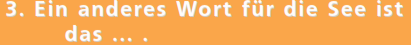 3. Ein anderes Wort für die See ist
das ... .